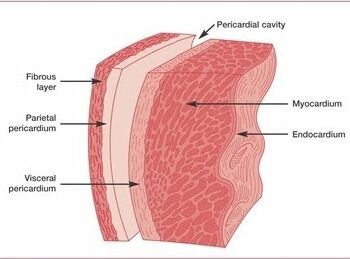 Pericardial cavity
Fibrous
layer
Parietal
pericardium
Visceral
pericardium
Myocardium
Endocardium